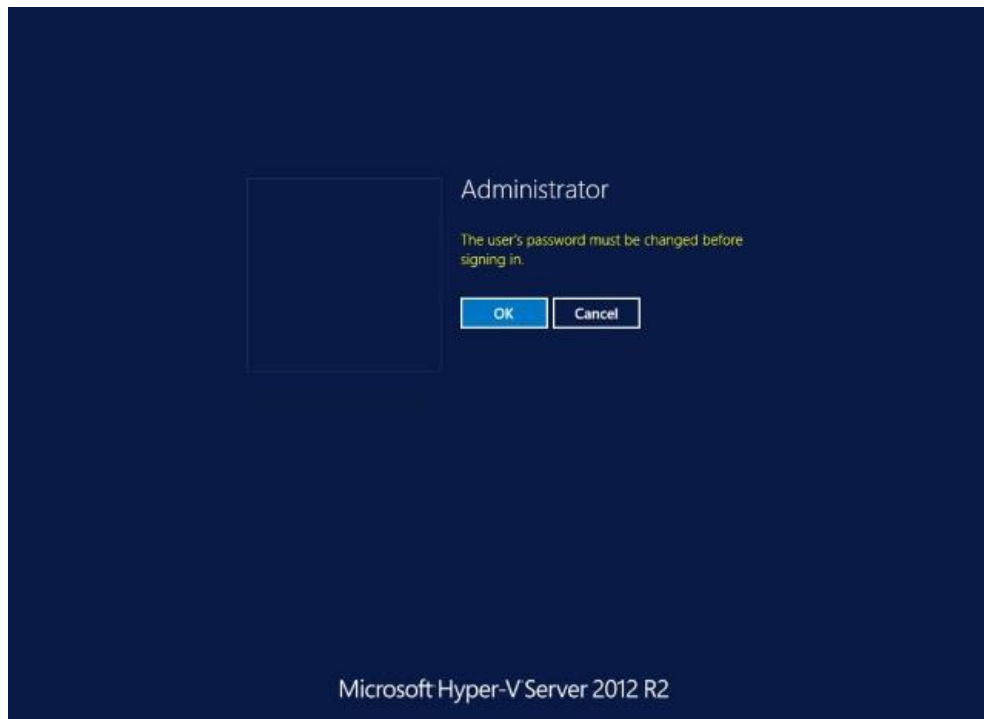 Administrator
The user's password must be changed before
signing in.
OK
Cancel
Microsoft Hyper-V Server 2012 R2